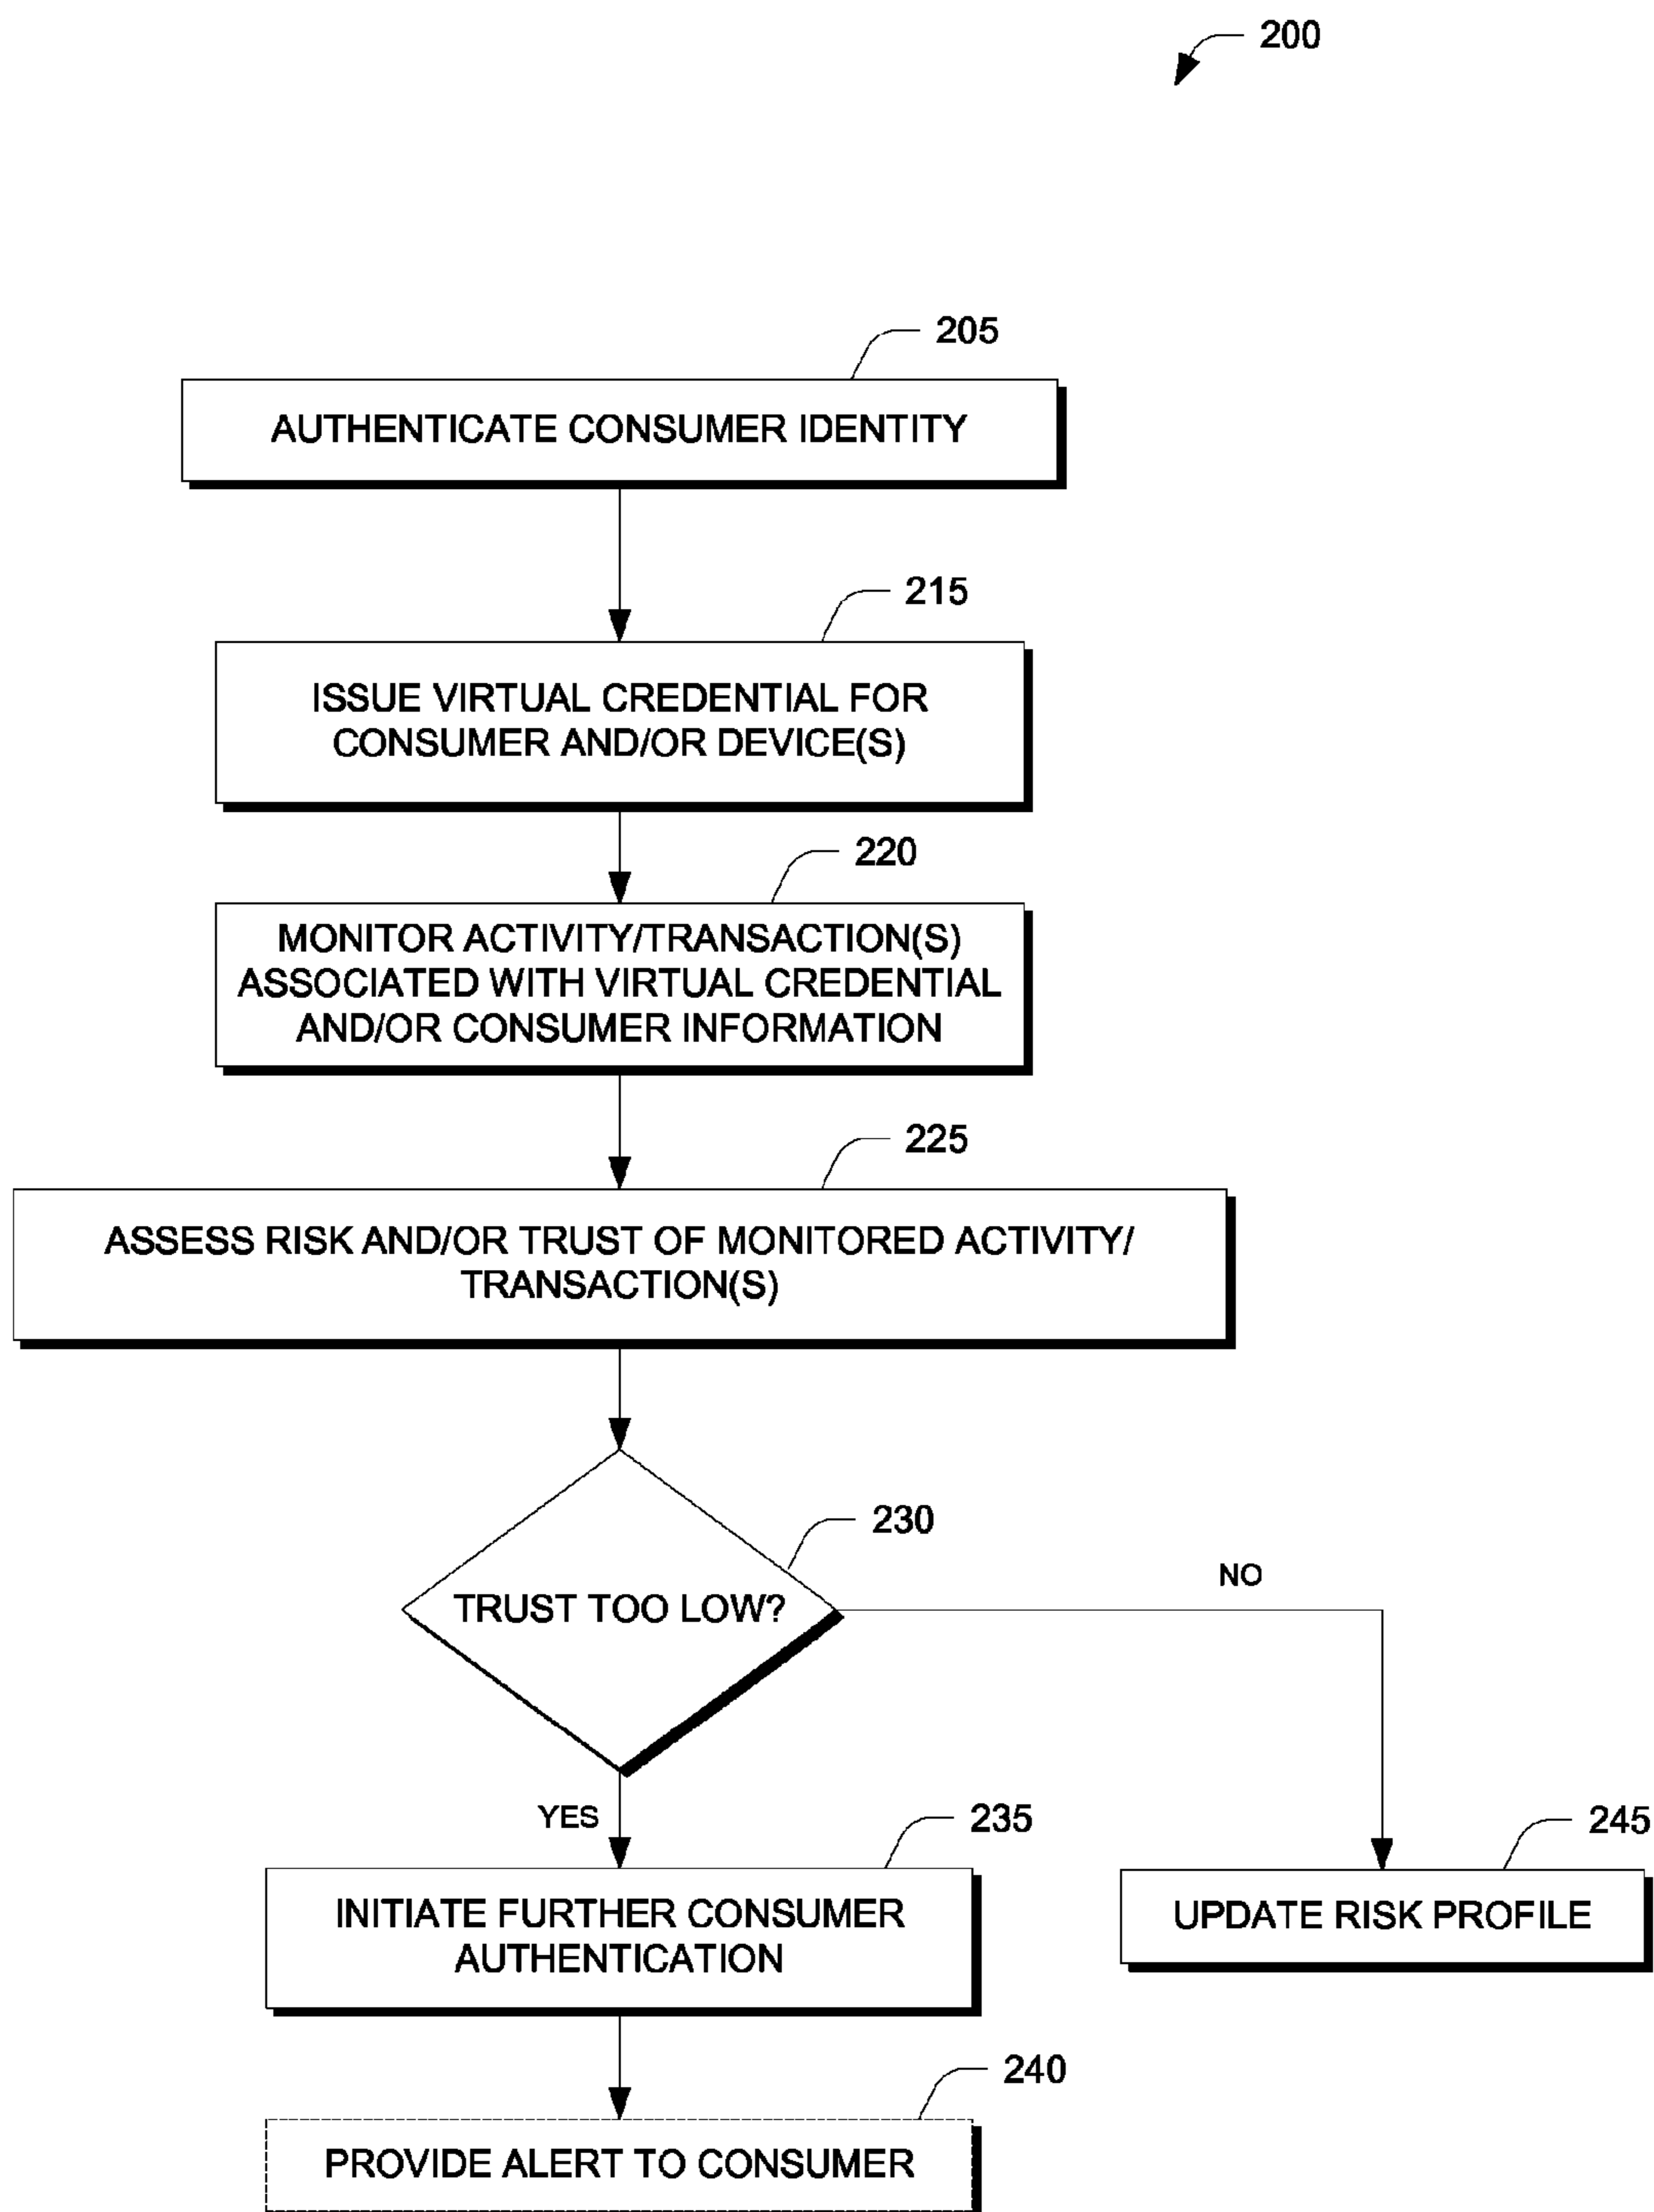 200
205
AUTHENTICATE CONSUMER IDENTITY
215
ISSUE VIRTUAL CREDENTIAL FOR
CONSUMER AND/OR DEVICE(S)
220
MONITOR ACTIVITY/TRANSACTION(S)
ASSOCIATED WITH VIRTUAL CREDENTIAL
AND/OR CONSUMER INFORMATION
225
ASSESS RISK AND/OR TRUST OF MONITORED ACTIVITY/
TRANSACTION(S)
230
TRUST TOO LOW?
NO
YES
235
INITIATE FURTHER CONSUMER
AUTHENTICATION
245
UPDATE RISK PROFILE
240
PROVIDE ALERT TO CONSUMER